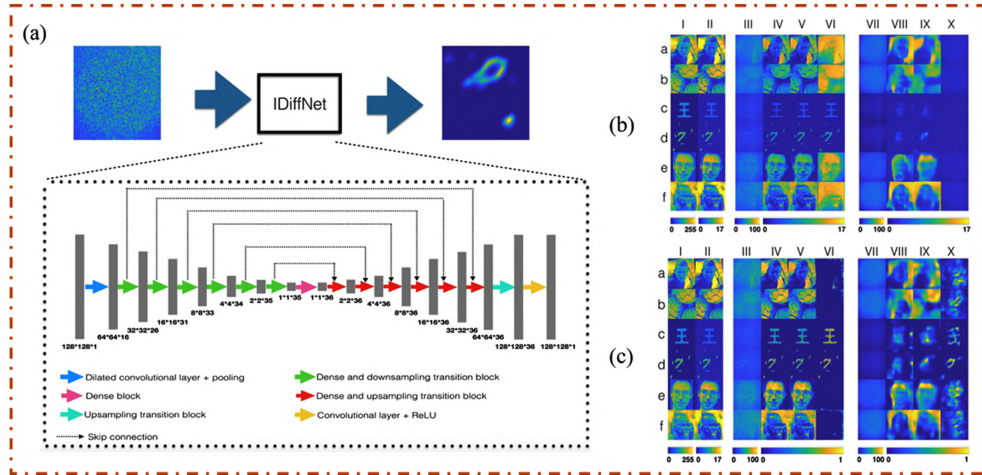 (a)
IDiffNet
128*128*1
64*64*16
32*32*26
16*16*31
8*8*33
4*4*34
2*2*35
1*1*35
1*1*36
2*2*36
4*4*36
8*8*36
16*16*36
32*32*36
64*64*36
128*128*36
128*128*1
Dilated convolutional layer + pooling
Dense and downsampling transition block
Dense block
Dense and upsampling transition block
Upsampling transition block
Convolutional layer + ReLU
Skip connection
(b)
I II III IV V VI VII VIII IX X
a
b
c
d
e
f
0 255 0 17 0 100 0 17 0 100 0 17
(c)
I II III IV V VI VII VIII IX X
a
b
c
d
e
f
0 255 0 17 0 100 0 1 0 100 0 1